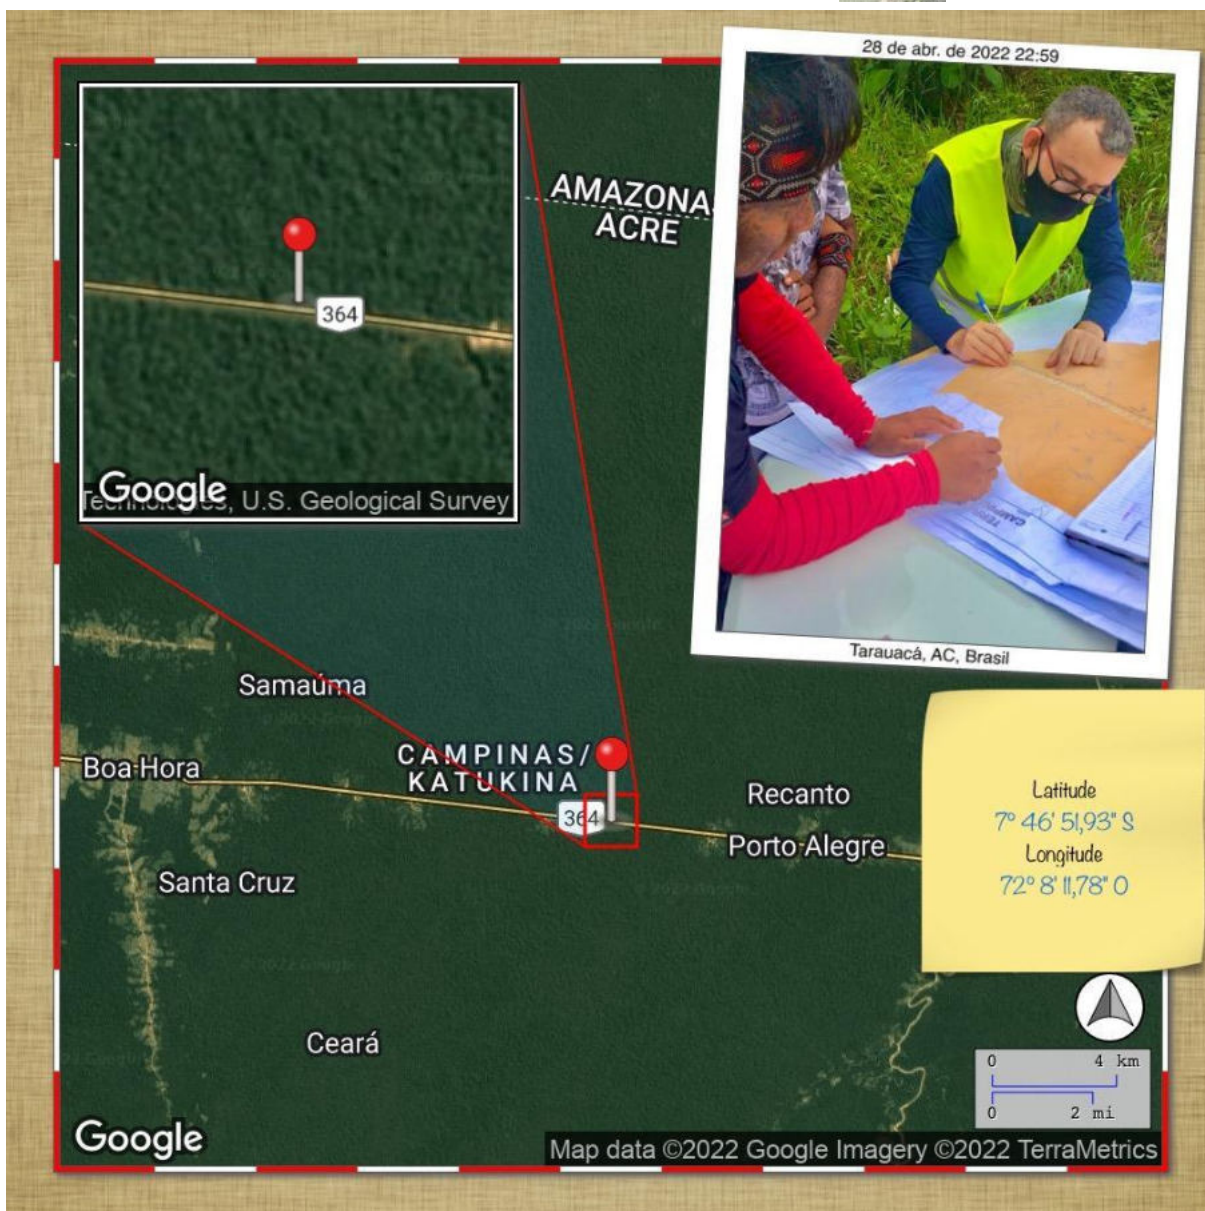 28 de abr. de 2022 22:59
AMAZONA
ACRE
364
Google
Technologies, U.S. Geological Survey
Tarauacá, AC, Brasil
Samaúma
CAMPINAS/
KATUKINA
Boa Hora
364
Recanto
Porto Alegre
Santa Cruz
Latitude
7° 46' 51,93" S
Longitude
72° 8' 11,78" O
Ceará
0 4 km
0 2 mi
Google
Map data ©2022 Google Imagery ©2022 TerraMetrics